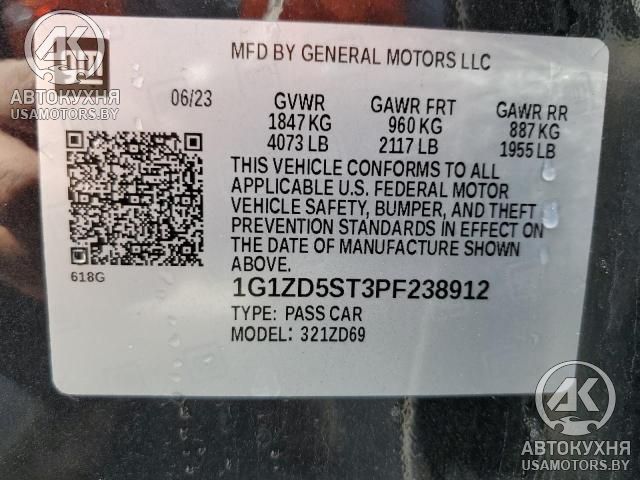 MFD BY GENERAL MOTORS LLC
06/23
GVWR GAWR FRT GAWR RR
1847 KG 960 KG 887 KG
4073 LB 2117 LB 1955 LB
THIS VEHICLE CONFORMS TO ALL
APPLICABLE U.S. FEDERAL MOTOR
VEHICLE SAFETY, BUMPER, AND THEFT
PREVENTION STANDARDS IN EFFECT ON
THE DATE OF MANUFACTURE SHOWN
ABOVE.
618G
1G1ZD5ST3PF238912
TYPE: PASS CAR
MODEL: 321ZD69
АВТОКУХНЯ
USAMOTORS.BY
АК
АВТОКУХНЯ
USAMOTORS.BY